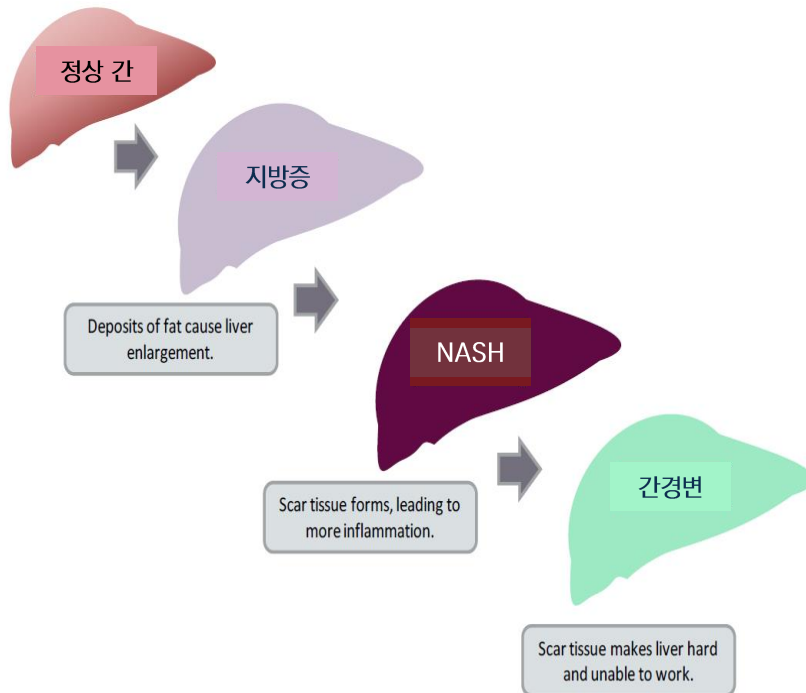 정상 간
지방증
Deposits of fat cause liver
enlargement.
NASH
Scar tissue forms, leading to
more inflammation.
간경변
Scar tissue makes liver hard
and unable to work.